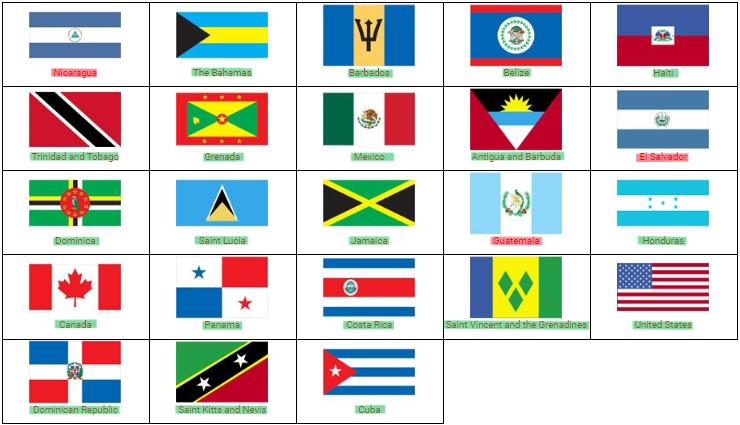 Nicaragua
The Bahamas
Barbados
Belize
Haiti
Trinidad and Tobago
Grenada
Mexico
Antigua and Barbuda
El Salvador
Dominica
Saint Lucia
Jamaica
Guatemala
Honduras
Canada
Panama
Costa Rica
Saint Vincent and the Grenadines
United States
Dominican Republic
Saint Kitts and Nevis
Cuba